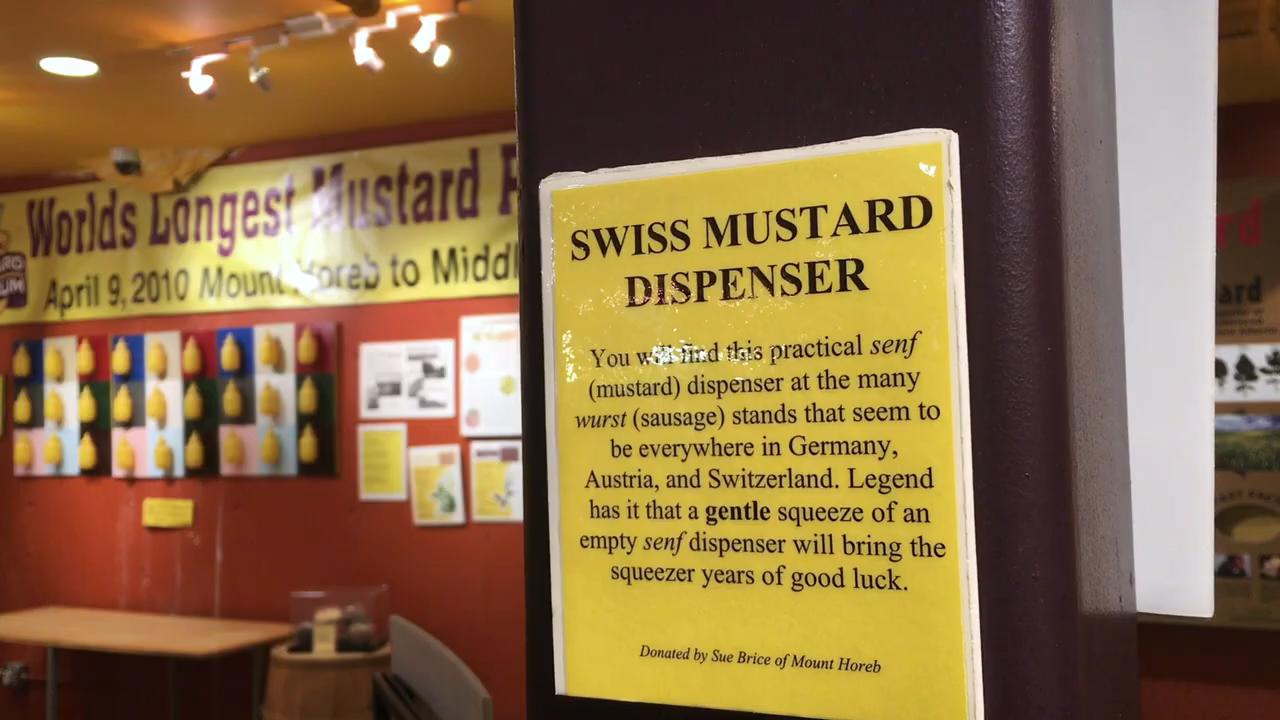 Worlds Longest Mustard
April 9, 2010 Mount Horeb to Middl
SWISS MUSTARD
DISPENSER
You will find this practical senf
(mustard) dispenser at the many
wurst (sausage) stands that seem to
be everywhere in Germany,
Austria, and Switzerland. Legend
has it that a gentle squeeze of an
empty senf dispenser will bring the
squeezer years of good luck.
Donated by Sue Brice of Mount Horeb
rd
ard